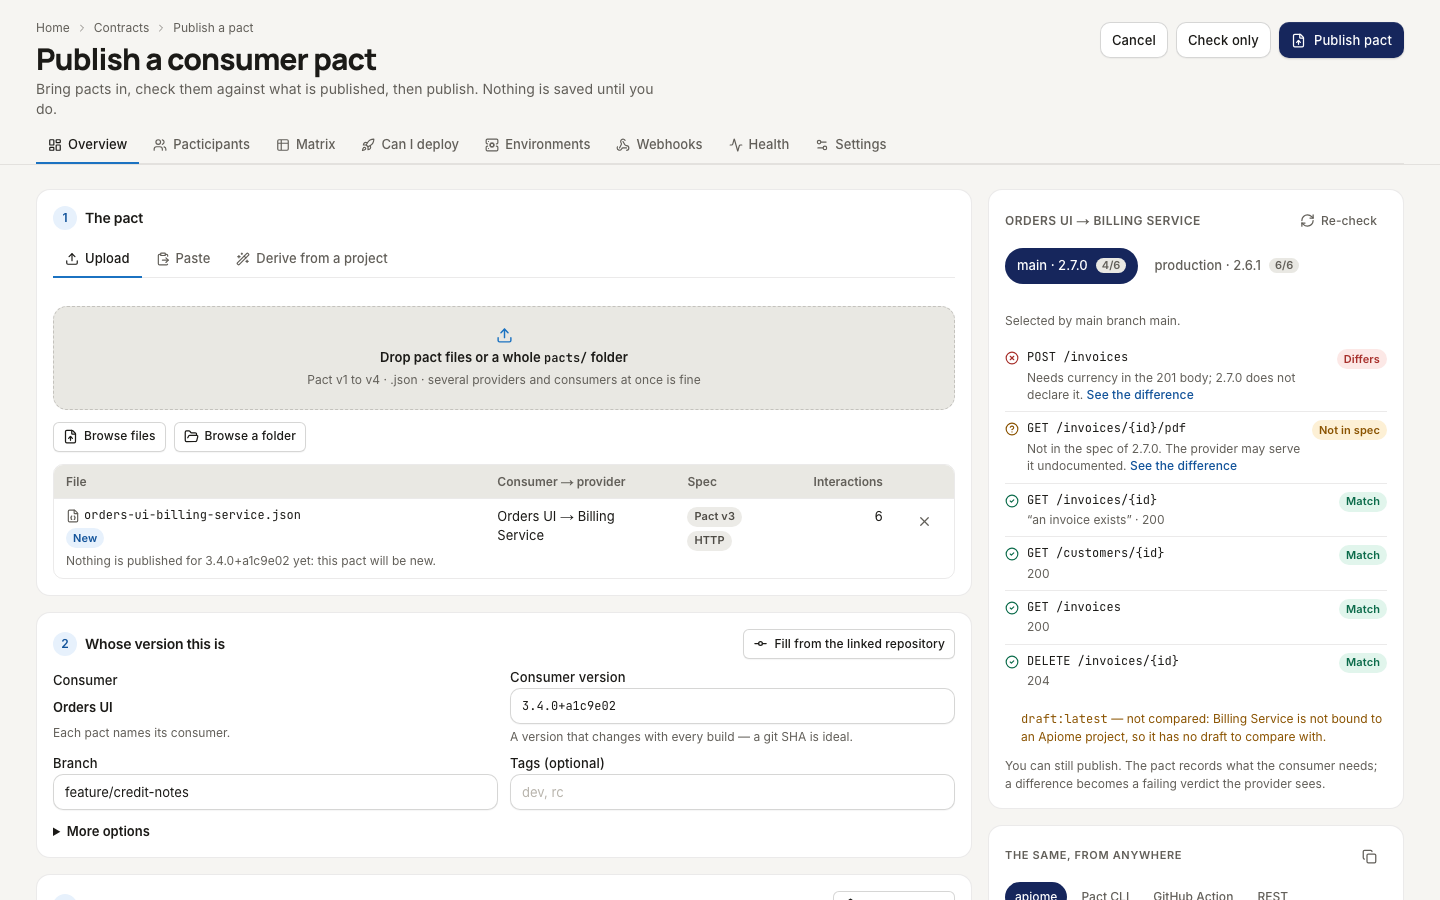 Home > Contracts > Publish a pact
Publish a consumer pact
Bring pacts in, check them against what is published, then publish. Nothing is saved until you
do.
Cancel
Check only
Publish pact
Overview
Pacticipants
Matrix
Can I deploy
Environments
Webhooks
Health
Settings
1 The pact
Upload
Paste
Derive from a project
Drop pact files or a whole pacts/ folder
Pact v1 to v4 · .json · several providers and consumers at once is fine
Browse files
Browse a folder
File Consumer → provider Spec Interactions
orders-ui-billing-service.json
New
Nothing is published for 3.4.0+a1c9e02 yet: this pact will be new.
Orders UI → Billing
Service
Pact v3
HTTP
6
2 Whose version this is
Fill from the linked repository
Consumer
Orders UI
Each pact names its consumer.
Consumer version
3.4.0+a1c9e02
A version that changes with every build — a git SHA is ideal.
Branch
feature/credit-notes
Tags (optional)
dev, rc
More options
ORDERS UI → BILLING SERVICE
Re-check
main · 2.7.0 4/6
production · 2.6.1 6/6
Selected by main branch main.
POST /invoices
Differs
Needs currency in the 201 body; 2.7.0 does not
declare it. See the difference
GET /invoices/{id}/pdf
Not in spec
Not in the spec of 2.7.0. The provider may serve
it undocumented. See the difference
GET /invoices/{id}
Match
“an invoice exists” · 200
GET /customers/{id}
Match
200
GET /invoices
Match
200
DELETE /invoices/{id}
Match
204
draft:latest — not compared: Billing Service is not bound to
an Apiome project, so it has no draft to compare with.
You can still publish. The pact records what the consumer needs;
a difference becomes a failing verdict the provider sees.
THE SAME, FROM ANYWHERE
apiome
Pact CLI
GitHub Action
REST